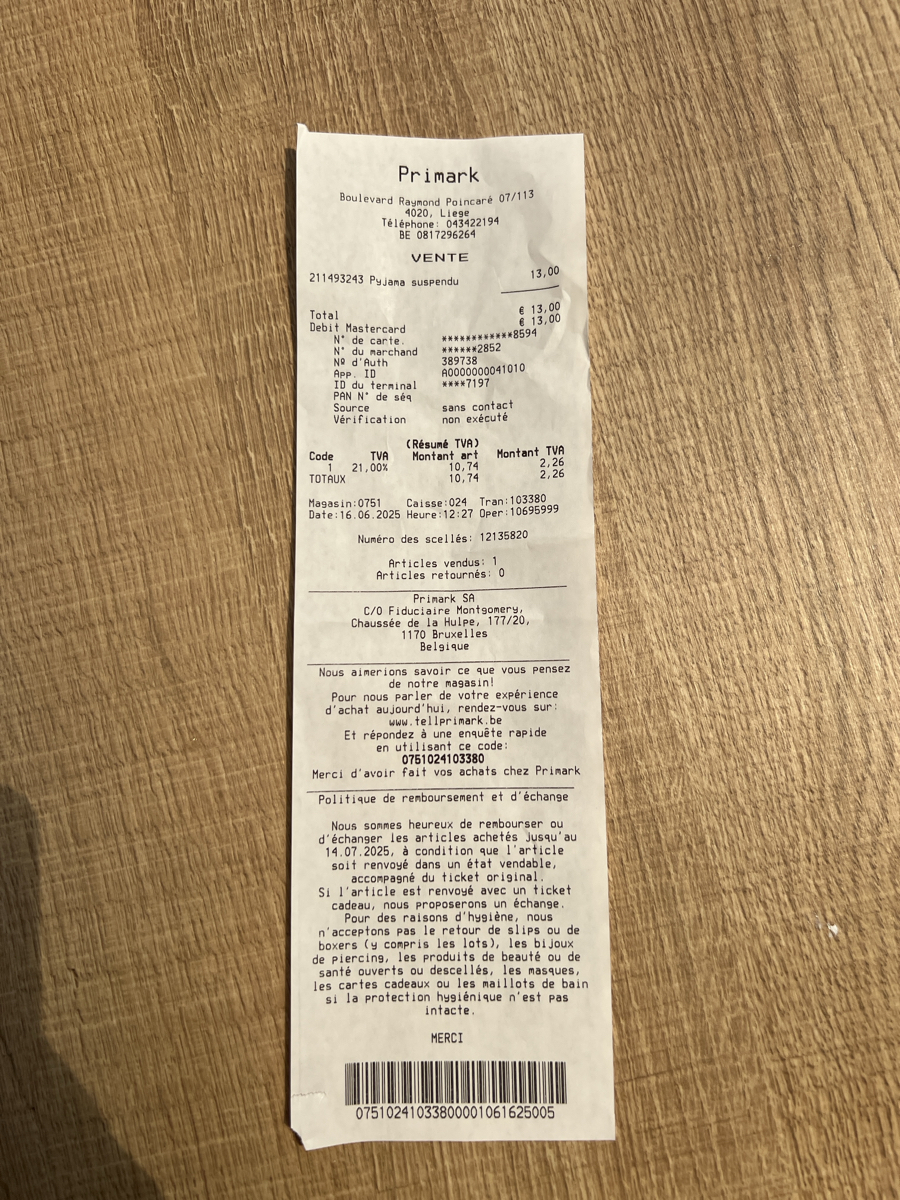 Primark
Boulevard Raymond Poincaré 07/113
4020, Liege
Téléphone: 043422194
BE 0817296264
VENTE
211493243 Pyjama suspendu 13,00
Total € 13,00
Debit Mastercard € 13,00
N° de carte. ************8594
N° du marchand ******2852
Nº d'Auth 389738
App. ID A0000000041010
ID du terminal ****7197
PAN N° de séq
Source sans contact
Vérification non exécuté
(Résumé TVA)
Code TVA Montant art Montant TVA
1 21,00% 10,74 2,26
TOTAUX 10,74 2,26
Magasin:0751 Caisse:024 Tran:103380
Date:16.06.2025 Heure:12:27 Oper:10695999
Numéro des scellés: 12135820
Articles vendus: 1
Articles retournés: 0
Primark SA
C/O Fiduciaire Montgomery,
Chaussée de la Hulpe, 177/20,
1170 Bruxelles
Belgique
Nous aimerions savoir ce que vous pensez
de notre magasin!
Pour nous parler de votre expérience
d'achat aujourd'hui, rendez-vous sur:
www.tellprimark.be
Et répondez à une enquête rapide
en utilisant ce code:
0751024103380
Merci d'avoir fait vos achats chez Primark
Politique de remboursement et d'échange
Nous sommes heureux de rembourser ou
d'échanger les articles achetés jusqu'au
14.07.2025, à condition que l'article
soit renvoyé dans un état vendable,
accompagné du ticket original.
Si l'article est renvoyé avec un ticket
cadeau, nous proposerons un échange.
Pour des raisons d'hygiène, nous
n'acceptons pas le retour de slips ou de
boxers (y compris les lots), les bijoux
de piercing, les produits de beauté ou de
santé ouverts ou descellés, les masques,
les cartes cadeaux ou les maillots de bain
si la protection hygiénique n'est pas
intacte.
MERCI
07510241033800001061625005